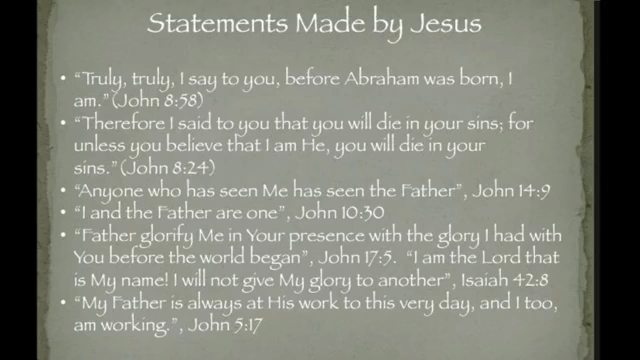 Statements Made by Jesus
• “Truly, truly, I say to you, before Abraham was born, I
am.”(John 8:58)
• “Therefore I said to you that you will die in your sins; for
unless you believe that I am He, you will die in your
sins.”(John 8:24)
• “Anyone who has seen Me has seen the Father”, John 14:9
• “I and the Father are one”, John 10:30
• “Father glorify Me in Your presence with the glory I had with
You before the world began”, John 17:5. “I am the Lord that
is My name! I will not give My glory to another”, Isaiah 42:8
• “My Father is always at His work to this very day, and I too,
am working.”, John 5:17